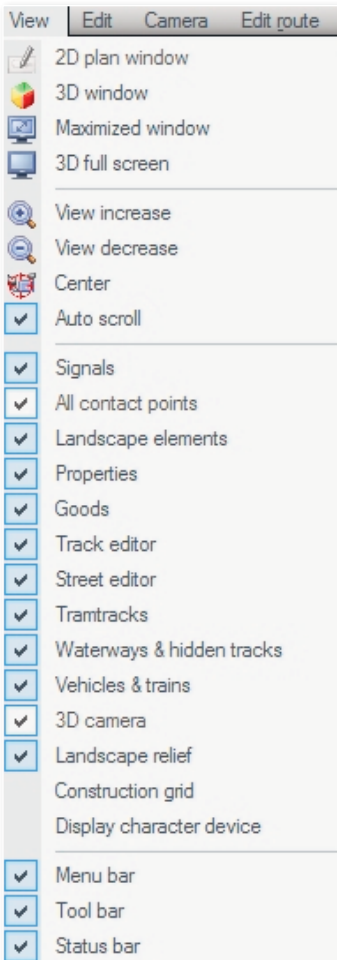 View Edit Camera Edit route
2D plan window
3D window
Maximized window
3D full screen
View increase
View decrease
Center
Auto scroll
Signals
All contact points
Landscape elements
Properties
Goods
Track editor
Street editor
Tramtracks
Waterways & hidden tracks
Vehicles & trains
3D camera
Landscape relief
Construction grid
Display character device
Menu bar
Tool bar
Status bar